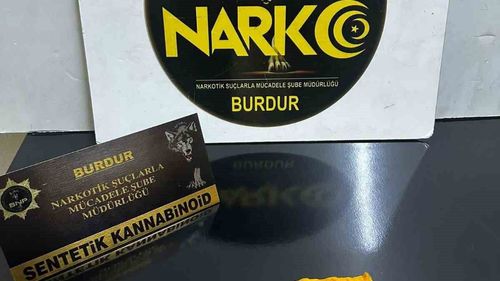 NARKO
NARKOTİK SUÇLARLA MÜCADELE ŞUBE MÜDÜRLÜĞÜ
BURDUR
BURDUR
NARKOTİK SUÇLARLA
MÜCADELE ŞUBE
MÜDÜRLÜĞÜ
SENTETİK KANNABİNOİD